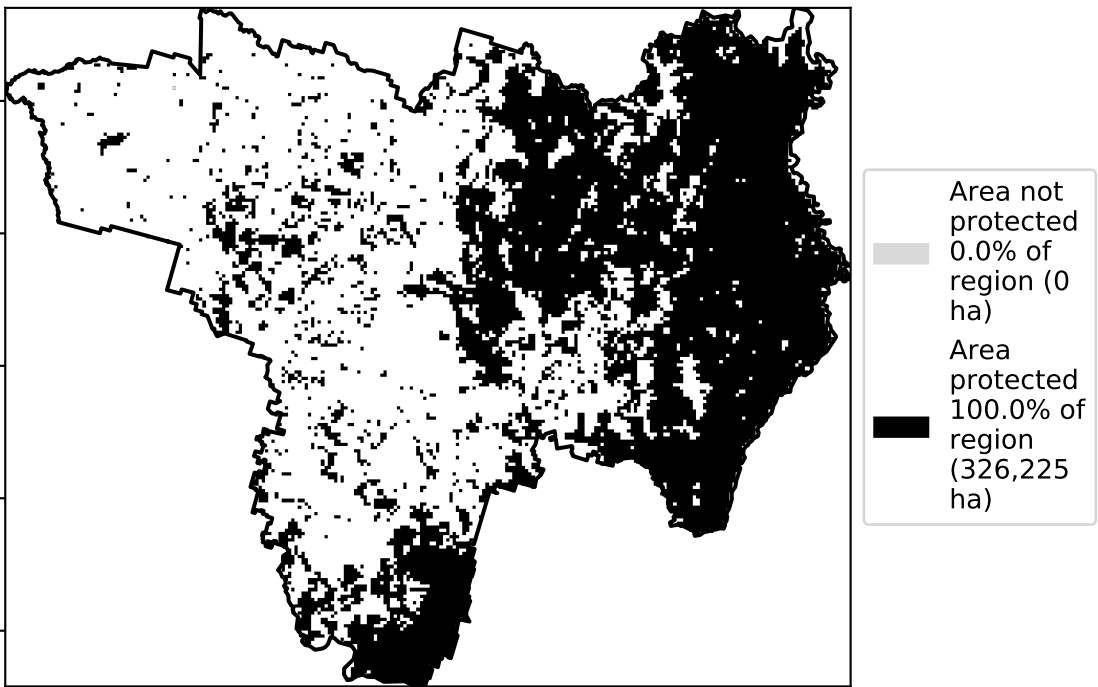 Area not
protected
0.0% of
region (0
ha)
Area
protected
100.0% of
region
(326,225
ha)